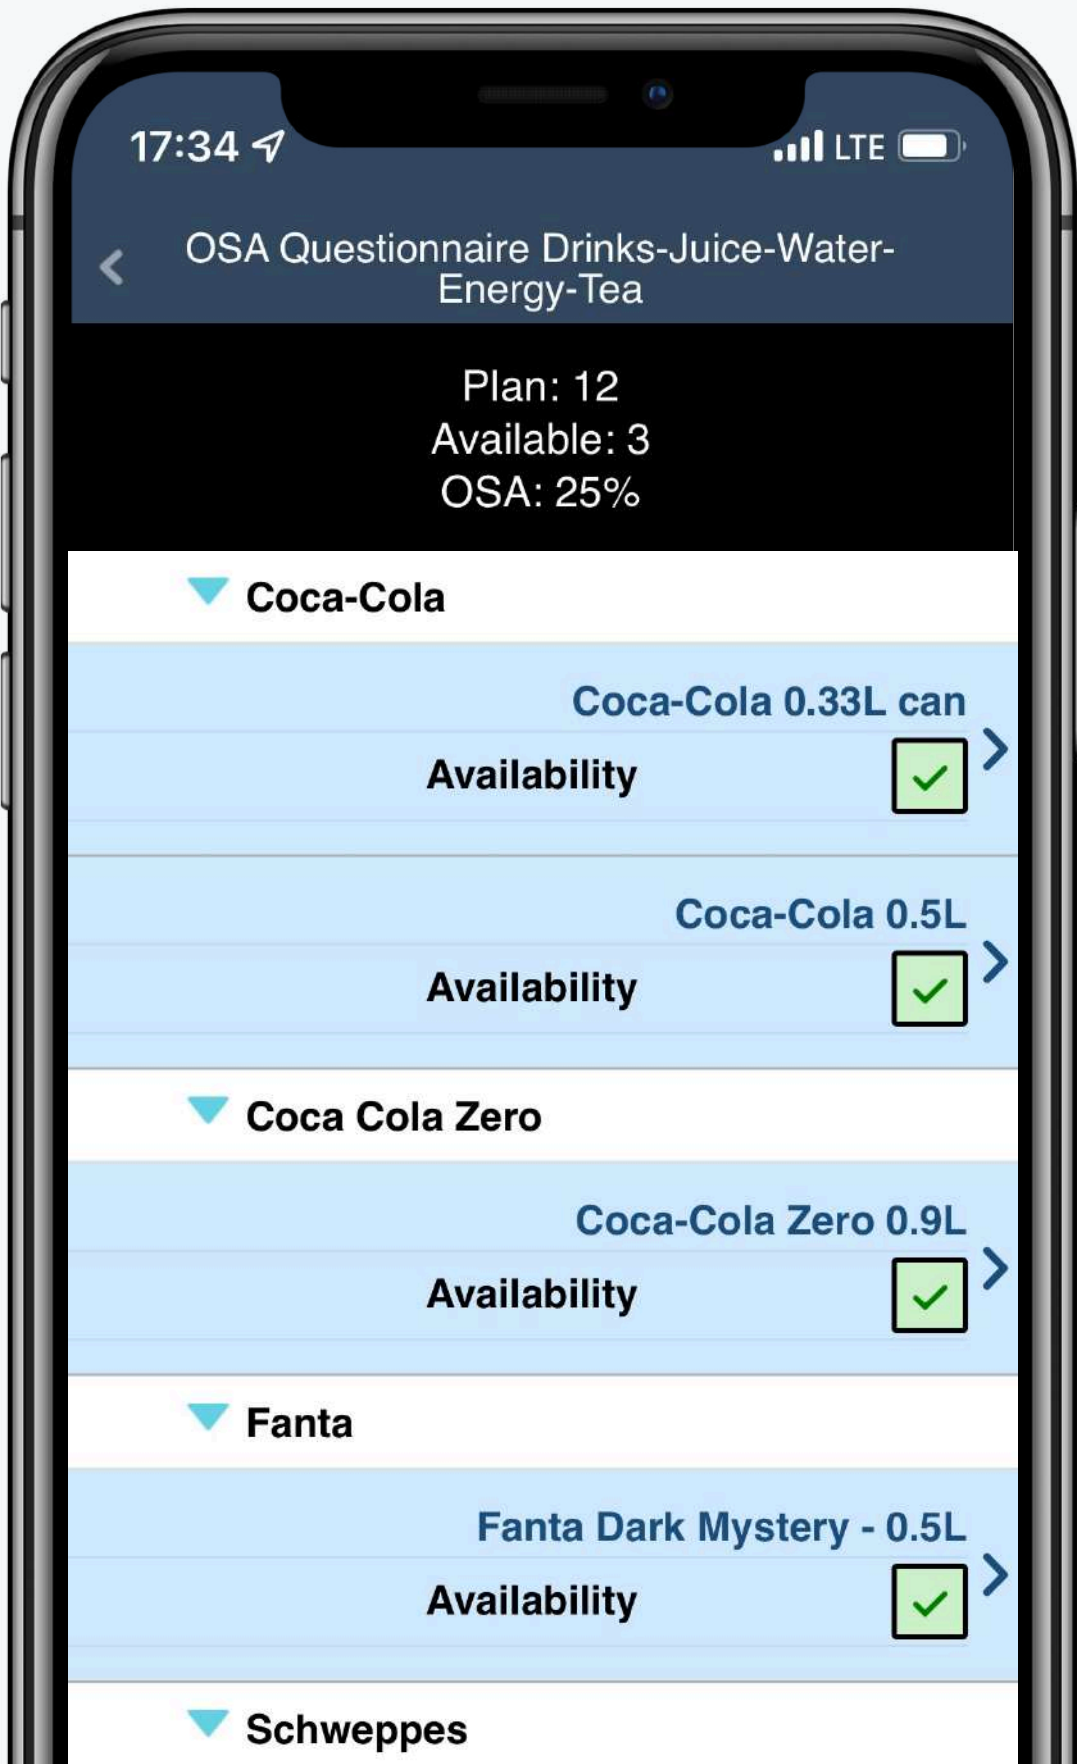 17:34 LTE
OSA Questionnaire Drinks-Juice-Water-
Energy-Tea
Plan: 12
Available: 3
OSA: 25%
Coca-Cola
Coca-Cola 0.33L can
Availability
Coca-Cola 0.5L
Availability
Coca Cola Zero
Coca-Cola Zero 0.9L
Availability
Fanta
Fanta Dark Mystery - 0.5L
Availability
Schweppes